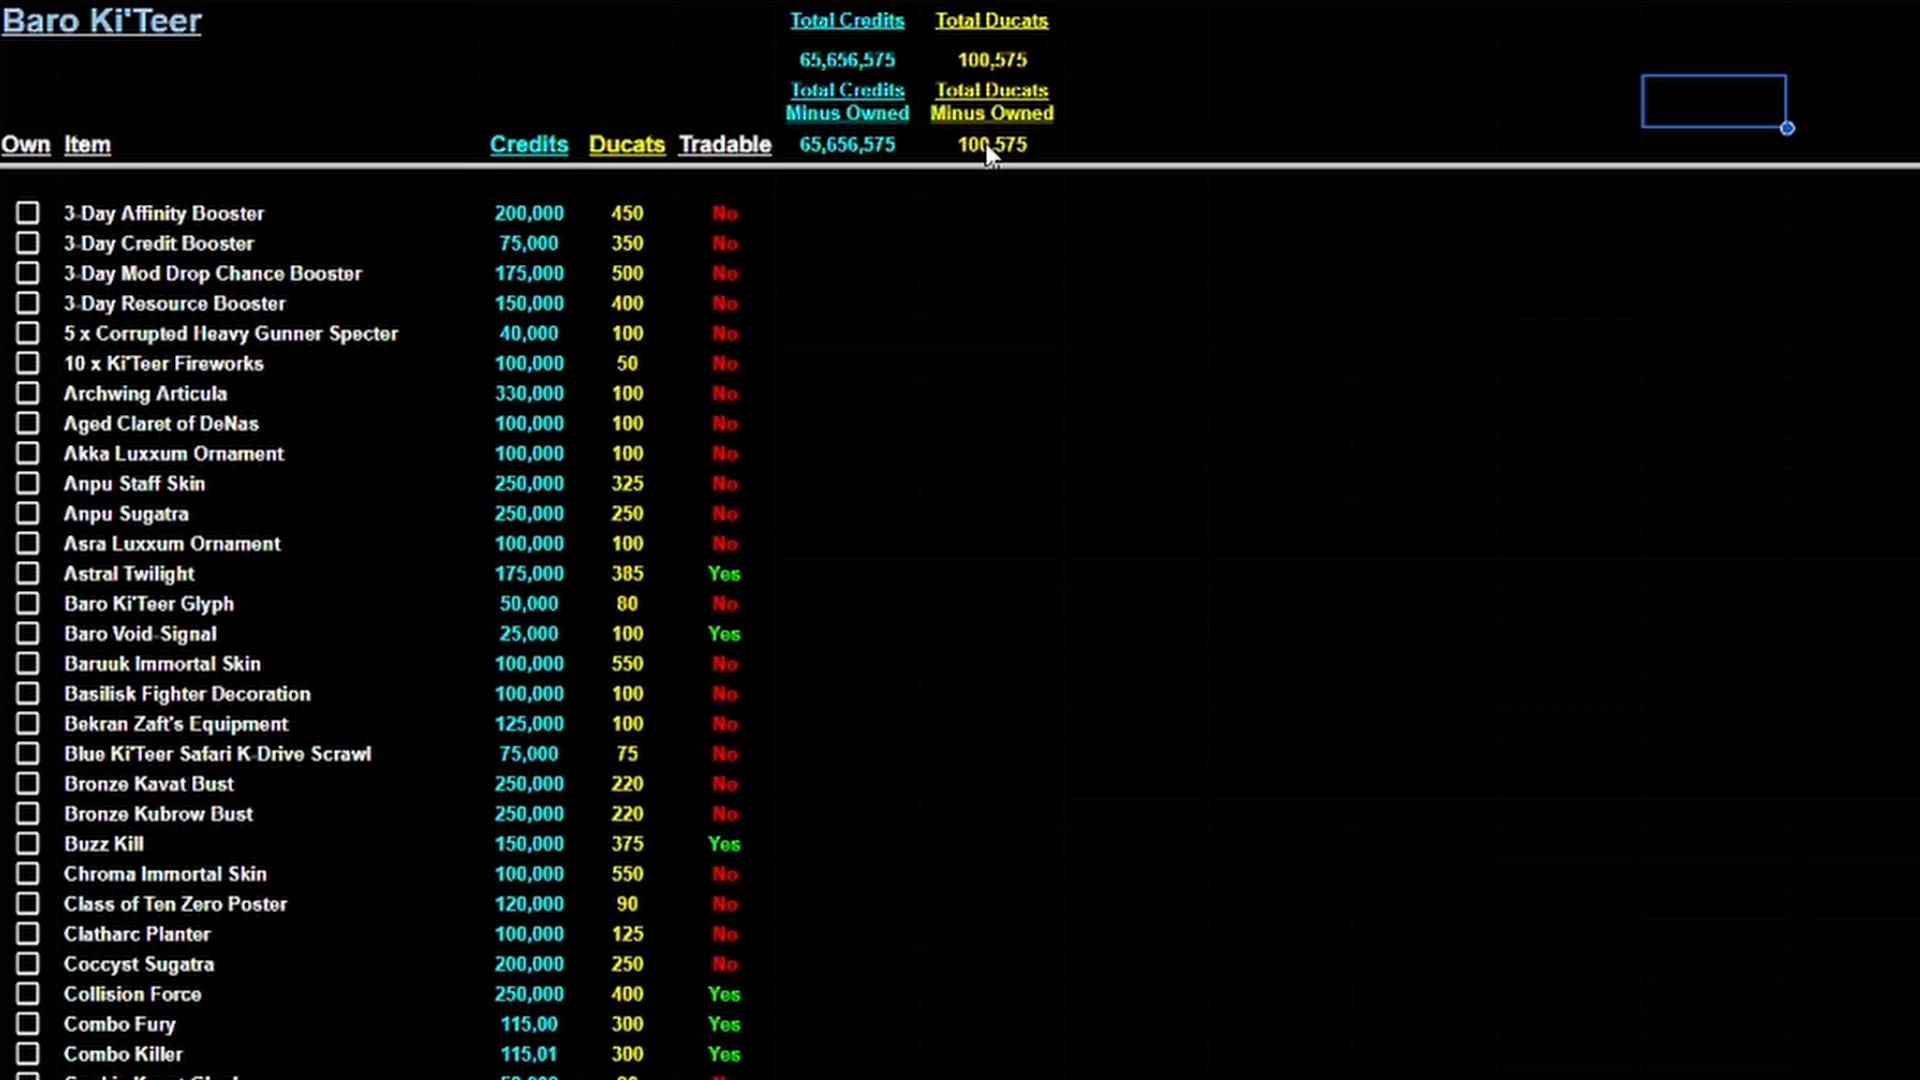 Baro Ki'Teer
Total Credits Total Ducats
65,656,575 100,575
Total Credits Minus Owned Total Ducats Minus Owned
Own Item Credits Ducats Tradable 65,656,575 100,575
3-Day Affinity Booster 200,000 450 No
3-Day Credit Booster 75,000 350 No
3-Day Mod Drop Chance Booster 175,000 500 No
3-Day Resource Booster 150,000 400 No
5 x Corrupted Heavy Gunner Specter 40,000 100 No
10 x Ki'Teer Fireworks 100,000 50 No
Archwing Articula 330,000 100 No
Aged Claret of DeNas 100,000 100 No
Akka Luxxum Ornament 100,000 100 No
Anpu Staff Skin 250,000 325 No
Anpu Sugatra 250,000 250 No
Asra Luxxum Ornament 100,000 100 No
Astral Twilight 175,000 385 Yes
Baro Ki'Teer Glyph 50,000 80 No
Baro Void-Signal 25,000 100 Yes
Baruuk Immortal Skin 100,000 550 No
Basilisk Fighter Decoration 100,000 100 No
Bekran Zaft's Equipment 125,000 100 No
Blue Ki'Teer Safari K-Drive Scrawl 75,000 75 No
Bronze Kavat Bust 250,000 220 No
Bronze Kubrow Bust 250,000 220 No
Buzz Kill 150,000 375 Yes
Chroma Immortal Skin 100,000 550 No
Class of Ten Zero Poster 120,000 90 No
Clatharc Planter 100,000 125 No
Coccyst Sugatra 200,000 250 No
Collision Force 250,000 400 Yes
Combo Fury 115,00 300 Yes
Combo Killer 115,01 300 Yes